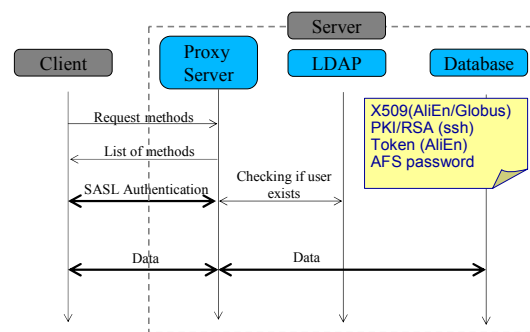 Server
Client
Proxy
Server
LDAP
Database
Request methods
List of methods
SASL Authentication
Checking if user
exists
X509(AliEn/Globus)
PKI/RSA (ssh)
Token (AliEn)
AFS password
Data
Data